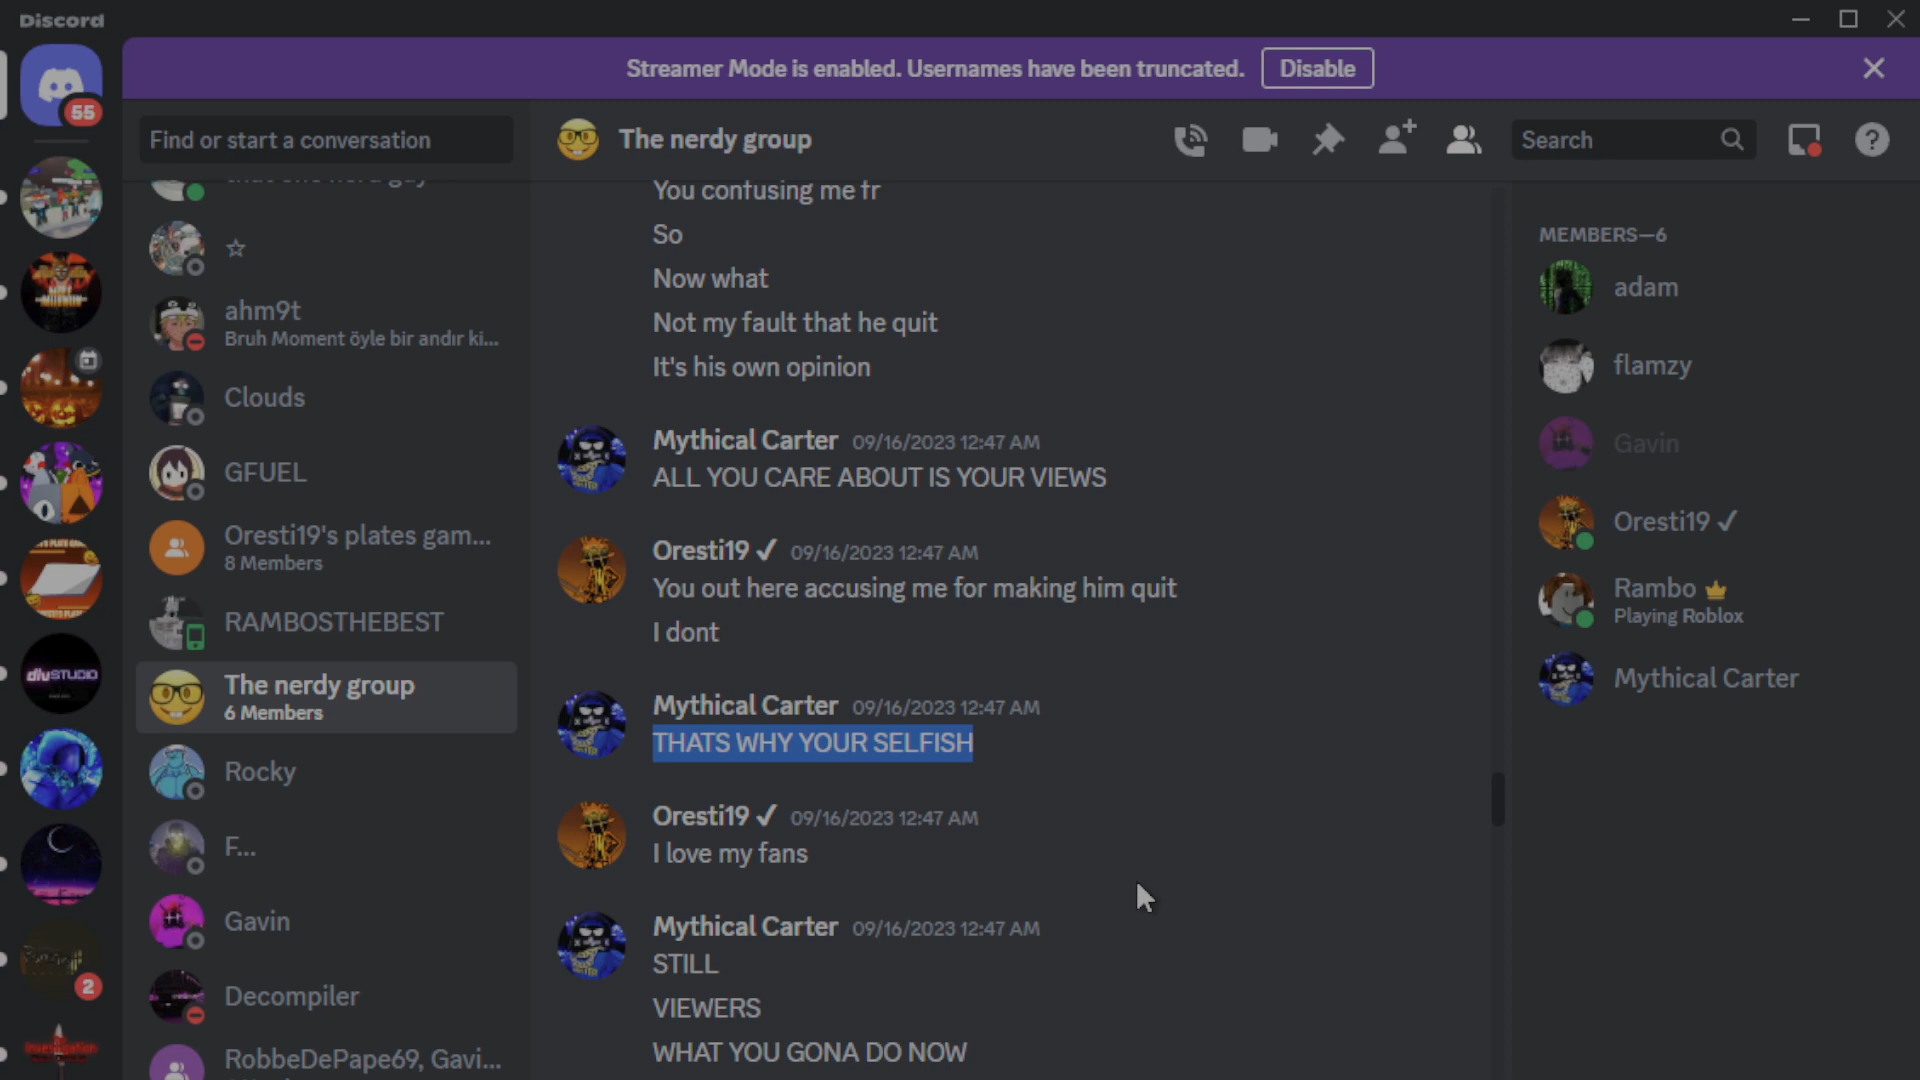 Discord
Streamer Mode is enabled. Usernames have been truncated.
Disable
55
Find or start a conversation
☆
ahm9t
Bruh Moment öyle bir andır ki...
Clouds
GFUEL
Oresti19's plates gam...
8 Members
RAMBOSTHEBEST
The nerdy group
6 Members
Rocky
F...
Gavin
Decompiler
RobbeDePape69, Gavi...
divSTUDIO
2
The nerdy group
Search
You confusing me fr
So
Now what
Not my fault that he quit
It's his own opinion
Mythical Carter 09/16/2023 12:47 AM
ALL YOU CARE ABOUT IS YOUR VIEWS
Oresti19 ✓ 09/16/2023 12:47 AM
You out here accusing me for making him quit
I dont
Mythical Carter 09/16/2023 12:47 AM
THATS WHY YOUR SELFISH
Oresti19 ✓ 09/16/2023 12:47 AM
I love my fans
Mythical Carter 09/16/2023 12:47 AM
STILL
VIEWERS
WHAT YOU GONA DO NOW
MEMBERS—6
adam
flamzy
Gavin
Oresti19 ✓
Rambo
Playing Roblox
Mythical Carter